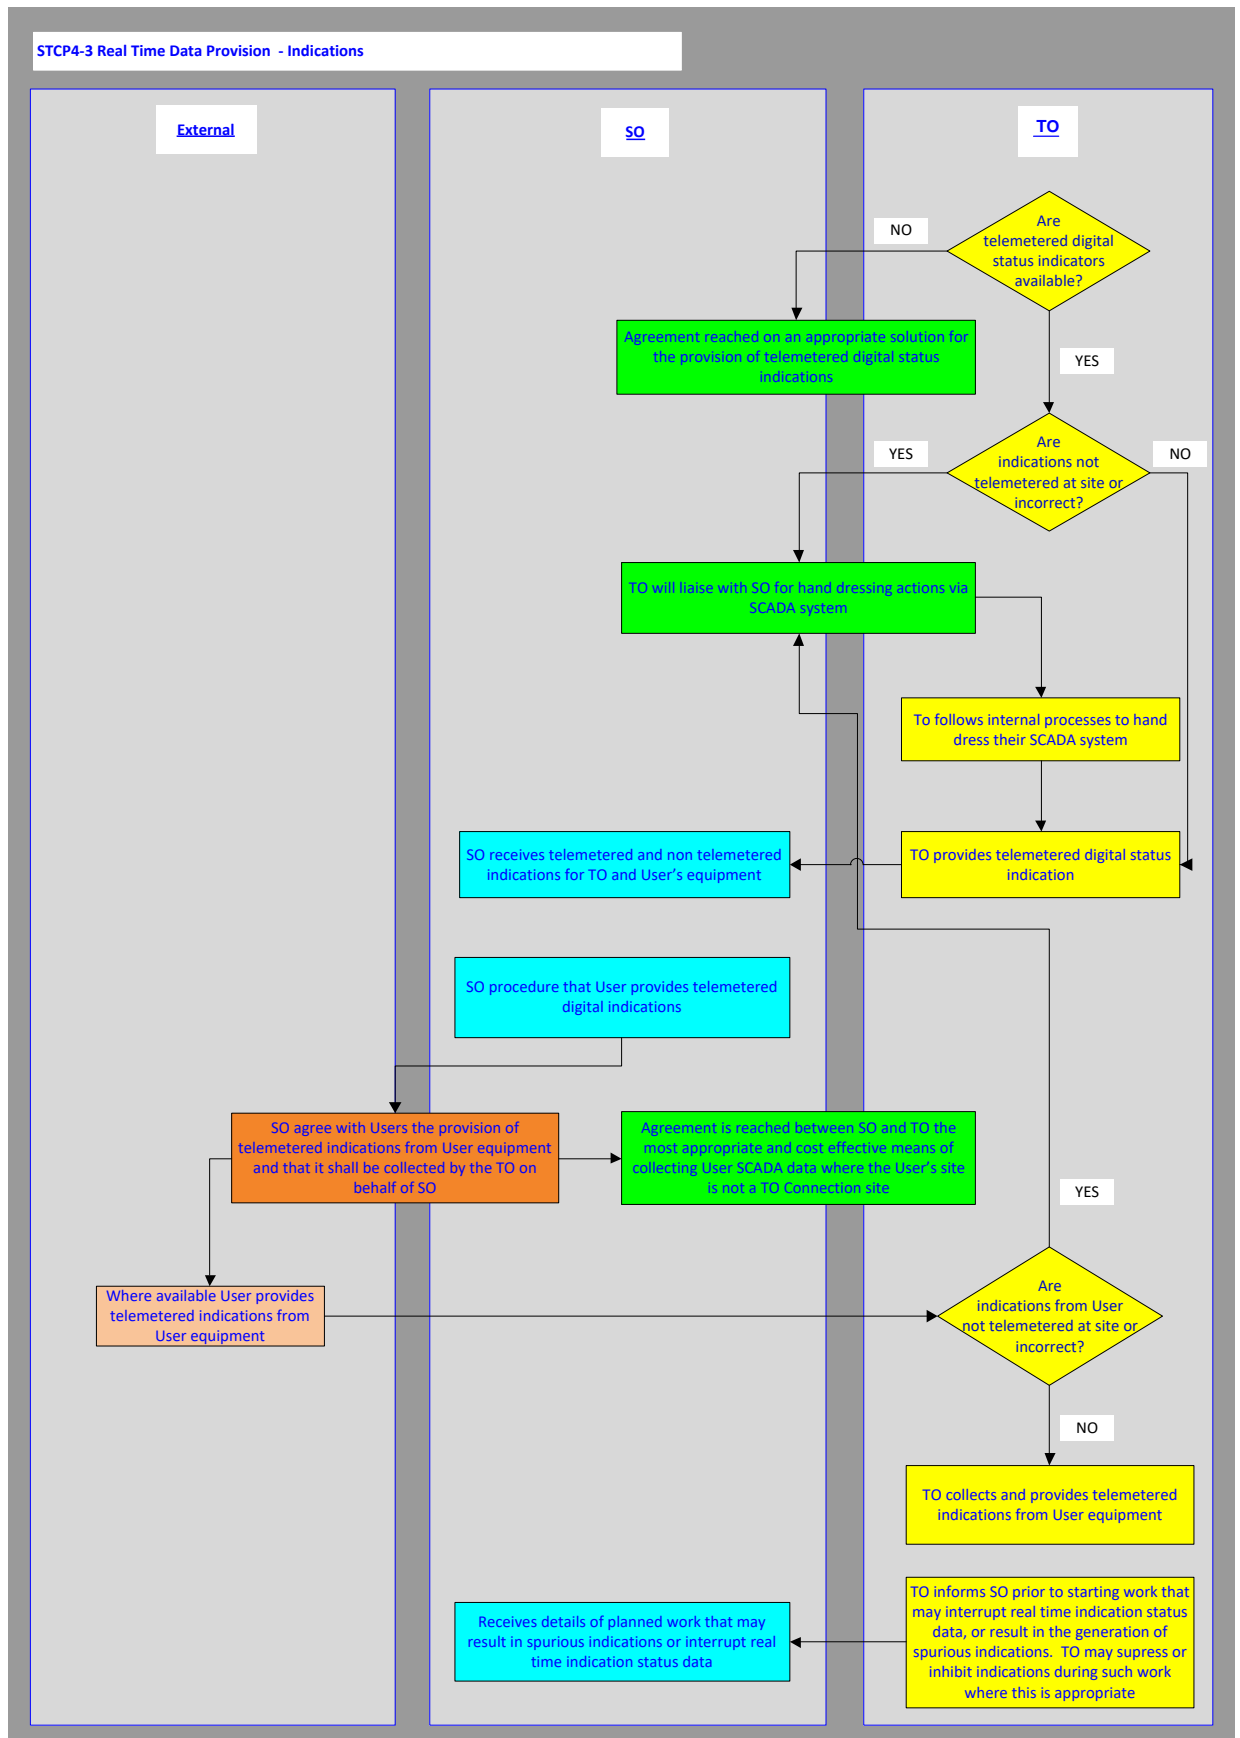 STCP4-3 Real Time Data Provision  - Indications
External
SO
TO
Are
telemetered digital
status indicators
available?
NO
YES
Agreement reached on an appropriate solution for
the provision of telemetered digital status
indications
Are
indications not
telemetered at site or
incorrect?
YES
NO
TO will liaise with SO for hand dressing actions via
SCADA system
To follows internal processes to hand
dress their SCADA system
SO receives telemetered and non telemetered
indications for TO and User's equipment
TO provides telemetered digital status
indication
SO procedure that User provides telemetered
digital indications
SO agree with Users the provision of
telemetered indications from User equipment
and that it shall be collected by the TO on
behalf of SO
Agreement is reached between SO and TO the
most appropriate and cost effective means of
collecting User SCADA data where the User's site
is not a TO Connection site
YES
Where available User provides
telemetered indications from
User equipment
Are
indications from User
not telemetered at site or
incorrect?
NO
TO collects and provides telemetered
indications from User equipment
Receives details of planned work that may
result in spurious indications or interrupt real
time indication status data
TO informs SO prior to starting work that
may interrupt real time indication status
data, or result in the generation of
spurious indications.  TO may supress or
inhibit indications during such work
where this is appropriate